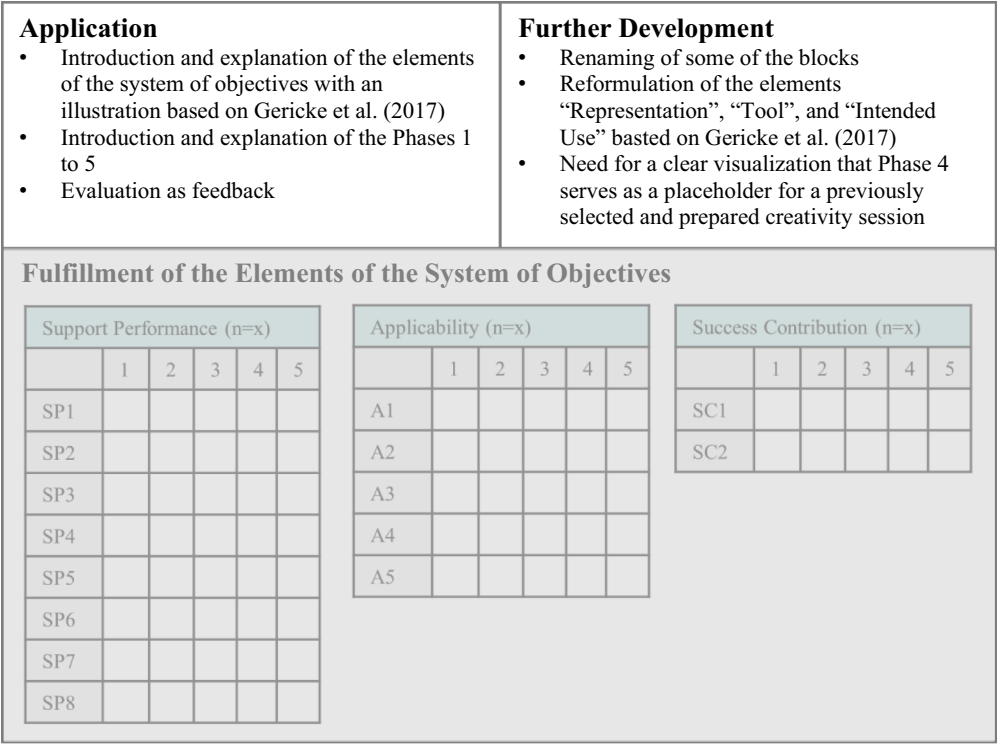 Application
• Introduction and explanation of the elements
of the system of objectives with an
illustration based on Gericke et al. (2017)
• Introduction and explanation of the Phases 1
to 5
• Evaluation as feedback
Further Development
• Renaming of some of the blocks
• Reformulation of the elements
“Representation”, “Tool”, and “Intended
Use” basted on Gericke et al. (2017)
• Need for a clear visualization that Phase 4
serves as a placeholder for a previously
selected and prepared creativity session
Fulfillment of the Elements of the System of Objectives
Support Performance (n=x)
1 2 3 4 5
SP1
SP2
SP3
SP4
SP5
SP6
SP7
SP8
Applicability (n=x)
1 2 3 4 5
A1
A2
A3
A4
A5
Success Contribution (n=x)
1 2 3 4 5
SC1
SC2